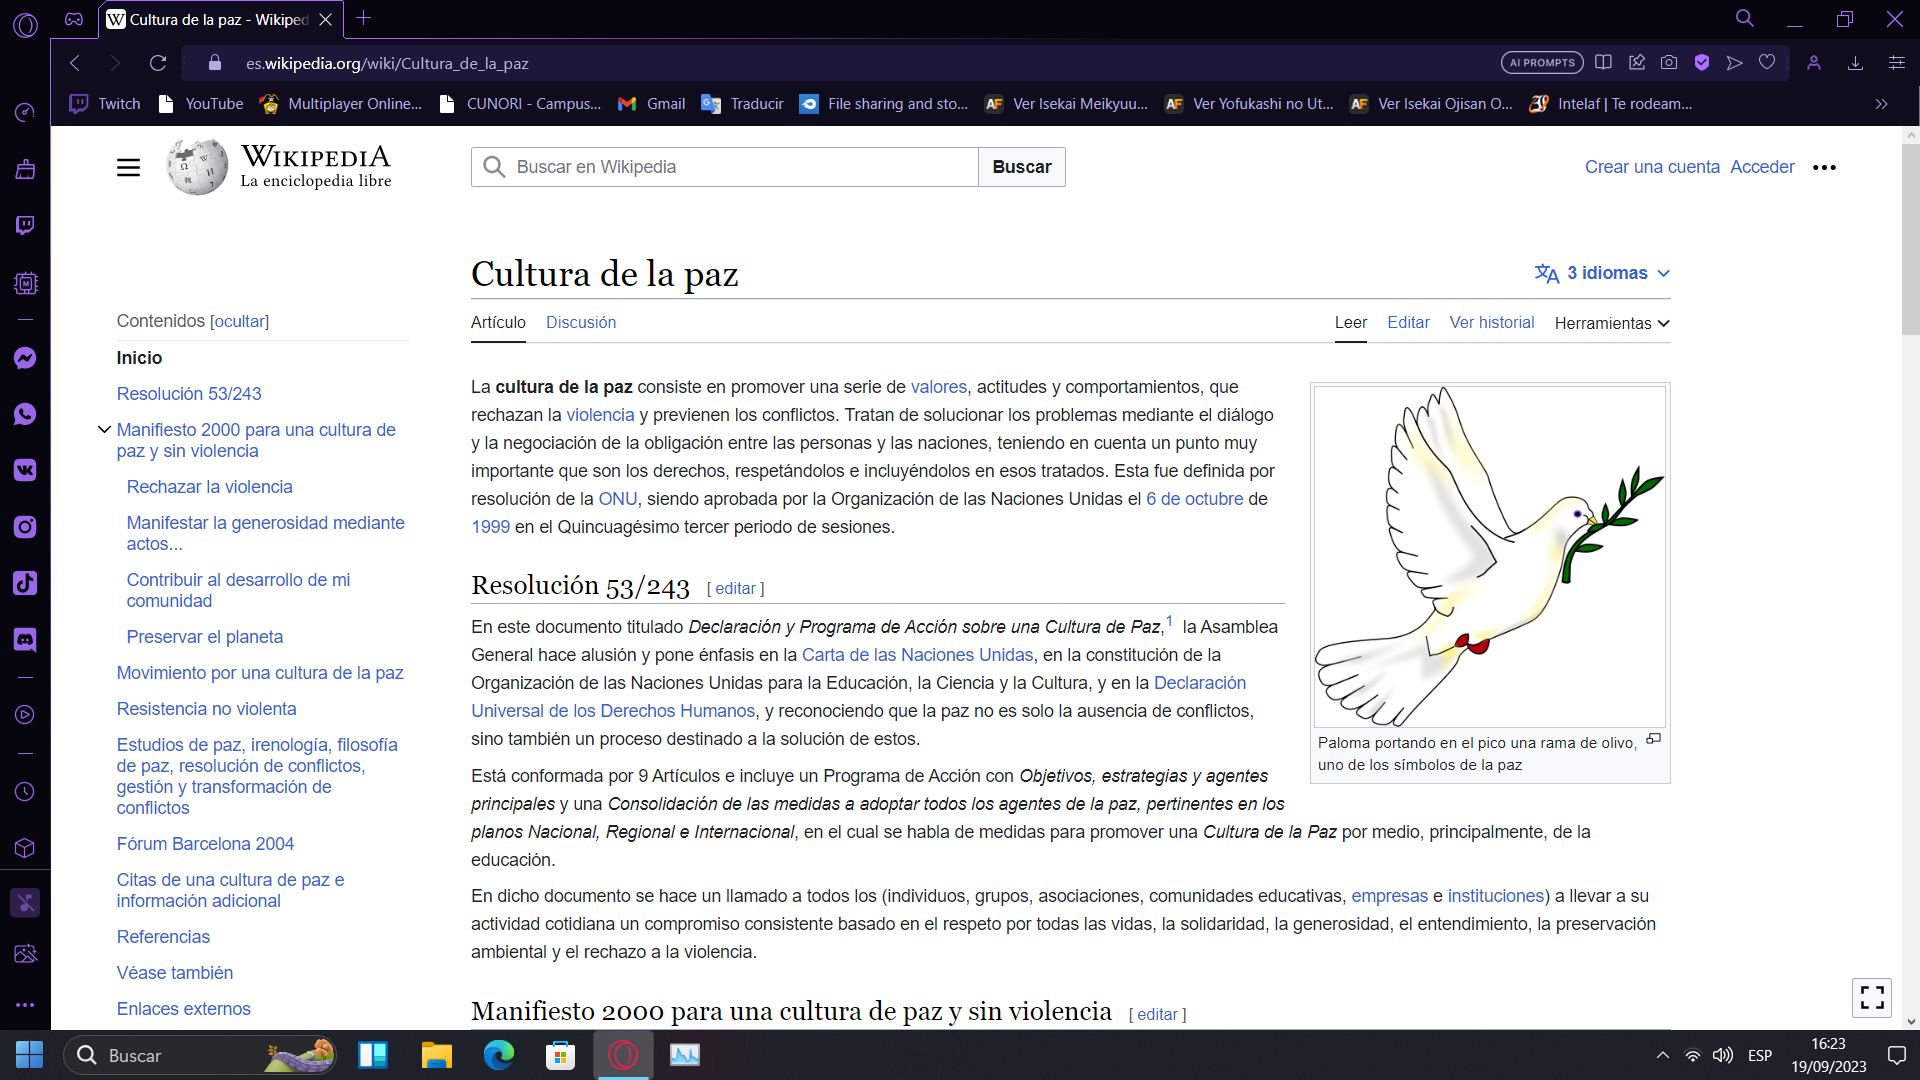 Cultura de la paz - Wikiped
es.wikipedia.org/wiki/Cultura_de_la_paz
AI PROMPTS
Twitch
YouTube
Multiplayer Online...
CUNORI - Campus...
Gmail
Traducir
File sharing and sto...
Ver Isekai Meikyuu...
Ver Yofukashi no Ut...
Ver Isekai Ojisan O...
Intelaf | Te rodeam...
WIKIPEDIA
La enciclopedia libre
Buscar en Wikipedia
Buscar
Crear una cuenta
Acceder
Cultura de la paz
3 idiomas
Artículo
Discusión
Leer
Editar
Ver historial
Herramientas
Contenidos [ocultar]
Inicio
Resolución 53/243
Manifiesto 2000 para una cultura de
paz y sin violencia
Rechazar la violencia
Manifestar la generosidad mediante
actos...
Contribuir al desarrollo de mi
comunidad
Preservar el planeta
Movimiento por una cultura de la paz
Resistencia no violenta
Estudios de paz, irenología, filosofía
de paz, resolución de conflictos,
gestión y transformación de
conflictos
Fórum Barcelona 2004
Citas de una cultura de paz e
información adicional
Referencias
Véase también
Enlaces externos
La cultura de la paz consiste en promover una serie de valores, actitudes y comportamientos, que
rechazan la violencia y previenen los conflictos. Tratan de solucionar los problemas mediante el diálogo
y la negociación de la obligación entre las personas y las naciones, teniendo en cuenta un punto muy
importante que son los derechos, respetándolos e incluyéndolos en esos tratados. Esta fue definida por
resolución de la ONU, siendo aprobada por la Organización de las Naciones Unidas el 6 de octubre de
1999 en el Quincuagésimo tercer periodo de sesiones.
Resolución 53/243 [ editar ]
En este documento titulado Declaración y Programa de Acción sobre una Cultura de Paz,1 la Asamblea
General hace alusión y pone énfasis en la Carta de las Naciones Unidas, en la constitución de la
Organización de las Naciones Unidas para la Educación, la Ciencia y la Cultura, y en la Declaración
Universal de los Derechos Humanos, y reconociendo que la paz no es solo la ausencia de conflictos,
sino también un proceso destinado a la solución de estos.
Está conformada por 9 Artículos e incluye un Programa de Acción con Objetivos, estrategias y agentes
principales y una Consolidación de las medidas a adoptar todos los agentes de la paz, pertinentes en los
planos Nacional, Regional e Internacional, en el cual se habla de medidas para promover una Cultura de la Paz por medio, principalmente, de la
educación.
En dicho documento se hace un llamado a todos los (individuos, grupos, asociaciones, comunidades educativas, empresas e instituciones) a llevar a su
actividad cotidiana un compromiso consistente basado en el respeto por todas las vidas, la solidaridad, la generosidad, el entendimiento, la preservación
ambiental y el rechazo a la violencia.
Manifiesto 2000 para una cultura de paz y sin violencia [ editar ]
Paloma portando en el pico una rama de olivo,
uno de los símbolos de la paz
Buscar
ESP
16:23
19/09/2023